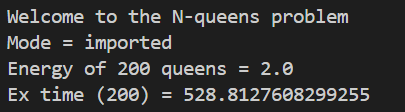 Welcome to the N-queens problem
Mode = imported
Energy of 200 queens = 2.0
Ex time (200) = 528.8127608299255